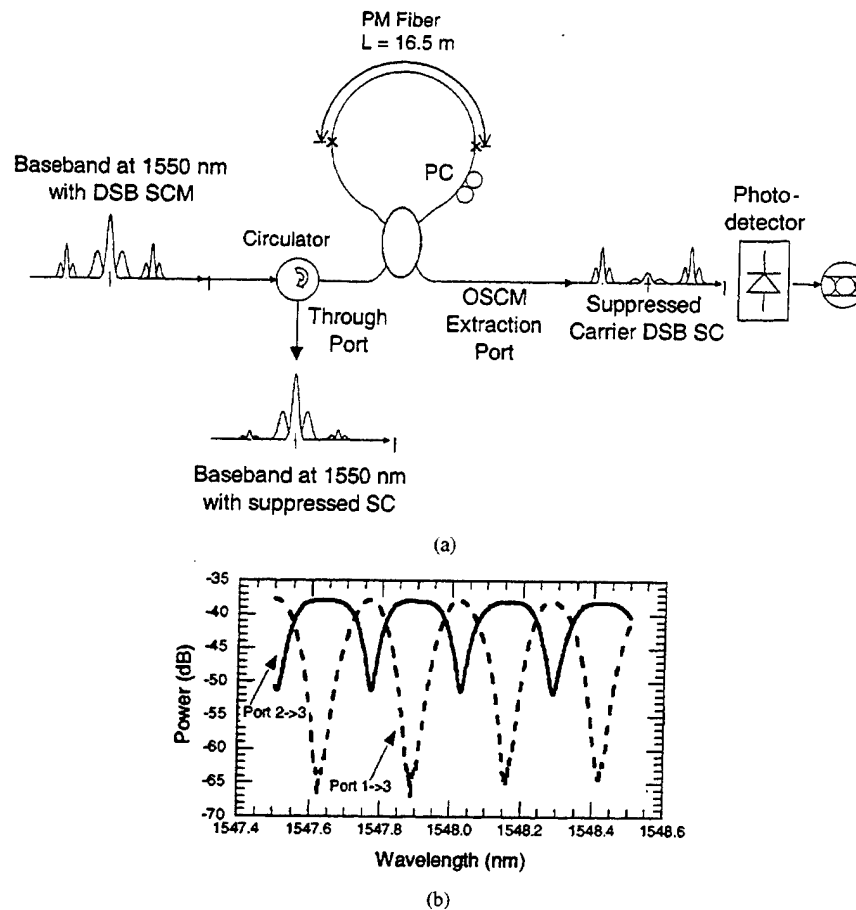 PM Fiber
L = 16.5 m
Baseband at 1550 nm
with DSB SCM
PC
Circulator
Photo-
detector
Through
Port
OSCM
Extraction
Port
Suppressed
Carrier DSB SC
Baseband at 1550 nm
with suppressed SC
(a)
-35
-40
-45
-50
-55
-60
-65
-70
Power (dB)
Port 2->3
Port 1->3
1547.4
1547.6
1547.8
1548.0
1548.2
1548.4
1548.6
Wavelength (nm)
(b)